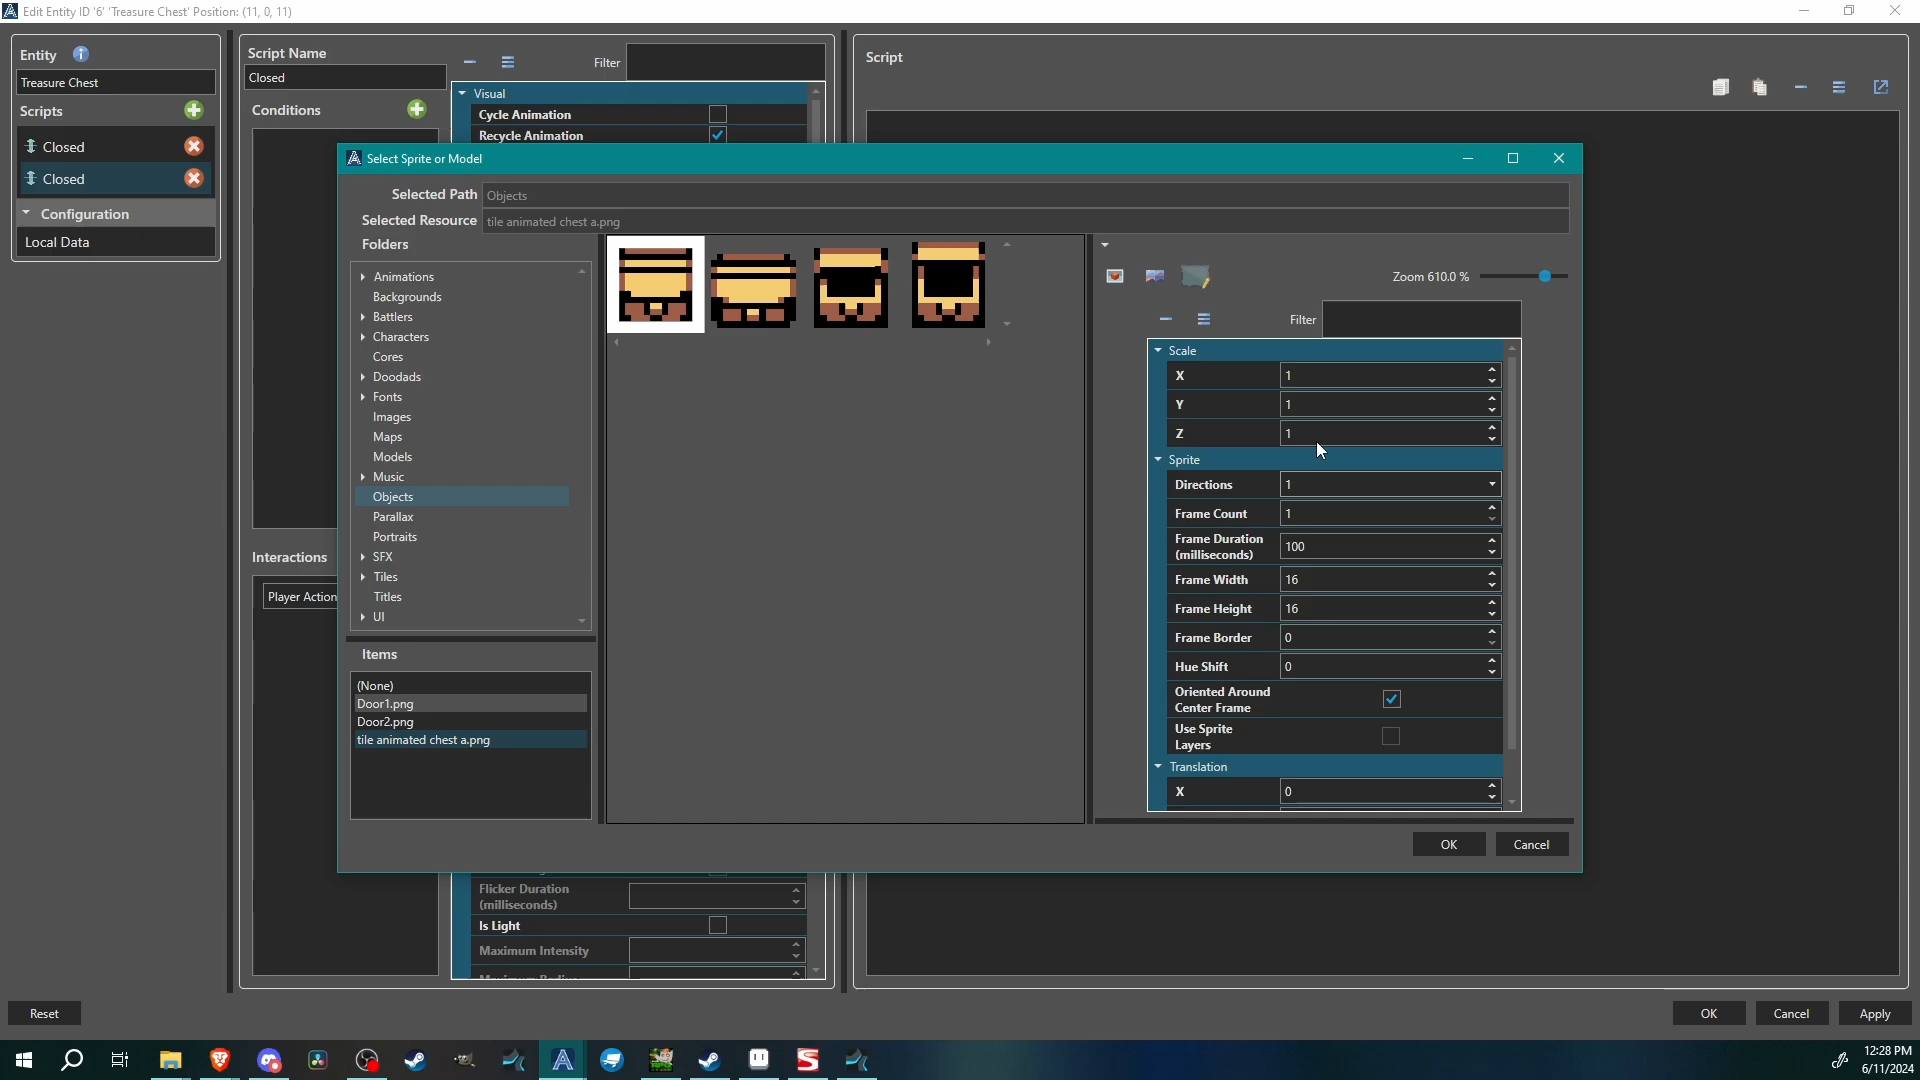 Edit Entity ID '6' 'Treasure Chest' Position: (11, 0, 11)
Entity
Treasure Chest
Scripts
Closed
Closed
Configuration
Local Data
Script Name
Closed
Conditions
Interactions
Player Action
Filter
Visual
Cycle Animation
Recycle Animation
Script
Select Sprite or Model
Selected Path Objects
Selected Resource tile animated chest a.png
Folders
Animations
Backgrounds
Battlers
Characters
Cores
Doodads
Fonts
Images
Maps
Models
Music
Objects
Parallax
Portraits
SFX
Tiles
Titles
UI
Items
(None)
Door1.png
Door2.png
tile animated chest a.png
Zoom 610.0 %
Filter
Scale
X 1
Y 1
Z 1
Sprite
Directions 1
Frame Count 1
Frame Duration
(milliseconds) 100
Frame Width 16
Frame Height 16
Frame Border 0
Hue Shift 0
Oriented Around
Center Frame
Use Sprite
Layers
Translation
X 0
OK Cancel
Flicker Duration
(milliseconds)
Is Light
Maximum Intensity
Reset
OK Cancel Apply
12:28 PM
6/11/2024